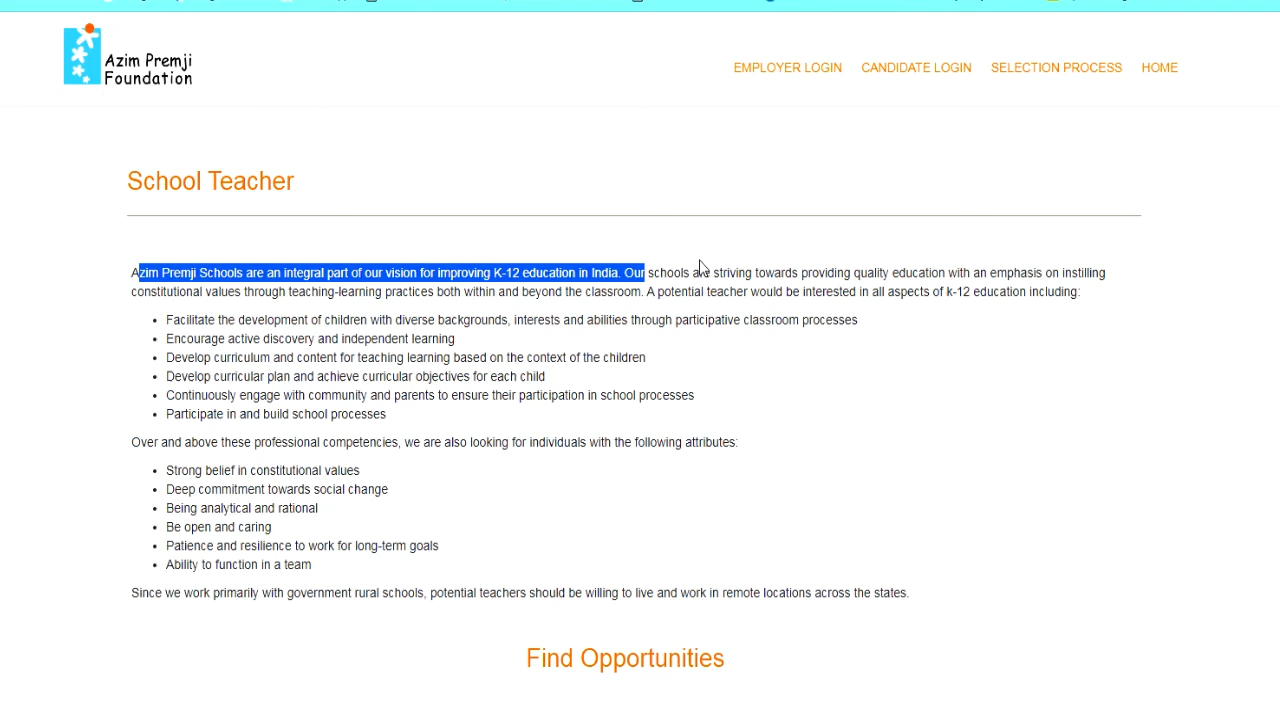 Azim Premji
Foundation
EMPLOYER LOGIN CANDIDATE LOGIN SELECTION PROCESS HOME
School Teacher
Azim Premji Schools are an integral part of our vision for improving K-12 education in India. Our schools are striving towards providing quality education with an emphasis on instilling
constitutional values through teaching-learning practices both within and beyond the classroom. A potential teacher would be interested in all aspects of k-12 education including:
• Facilitate the development of children with diverse backgrounds, interests and abilities through participative classroom processes
• Encourage active discovery and independent learning
• Develop curriculum and content for teaching learning based on the context of the children
• Develop curricular plan and achieve curricular objectives for each child
• Continuously engage with community and parents to ensure their participation in school processes
• Participate in and build school processes
Over and above these professional competencies, we are also looking for individuals with the following attributes:
• Strong belief in constitutional values
• Deep commitment towards social change
• Being analytical and rational
• Be open and caring
• Patience and resilience to work for long-term goals
• Ability to function in a team
Since we work primarily with government rural schools, potential teachers should be willing to live and work in remote locations across the states.
Find Opportunities